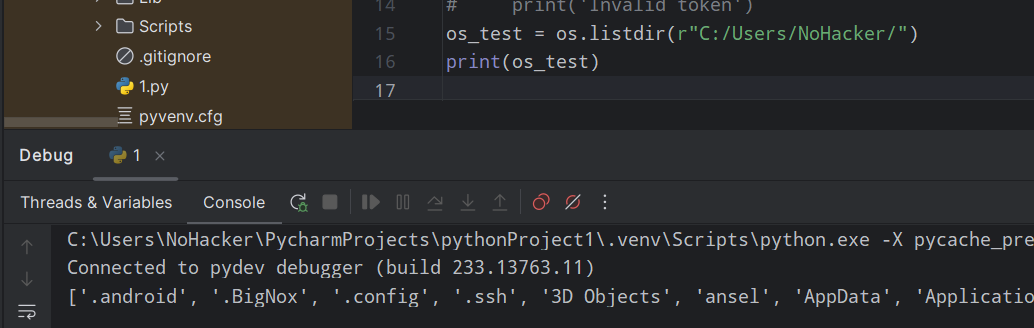 Lib
Scripts
.gitignore
1.py
pyvenv.cfg
14 #     print('Invalid token')
15 os_test = os.listdir(r"C:/Users/NoHacker/")
16 print(os_test)
17
Debug 1
Threads & Variables Console
C:\Users\NoHacker\PycharmProjects\pythonProject1\.venv\Scripts\python.exe -X pycache_pre
Connected to pydev debugger (build 233.13763.11)
['.android', '.BigNox', '.config', '.ssh', '3D Objects', 'ansel', 'AppData', 'Applicatio